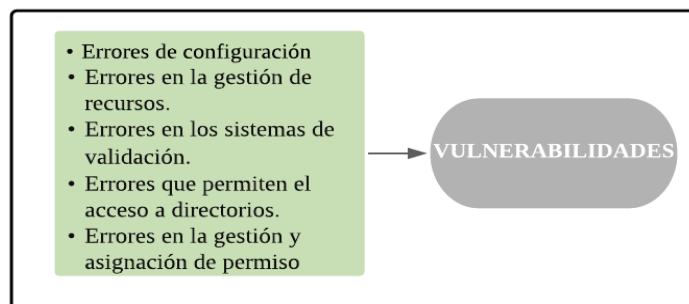 • Errores de configuración
• Errores en la gestión de
recursos.
• Errores en los sistemas de
validación.
• Errores que permiten el
acceso a directorios.
• Errores en la gestión y
asignación de permiso
VULNERABILIDADES